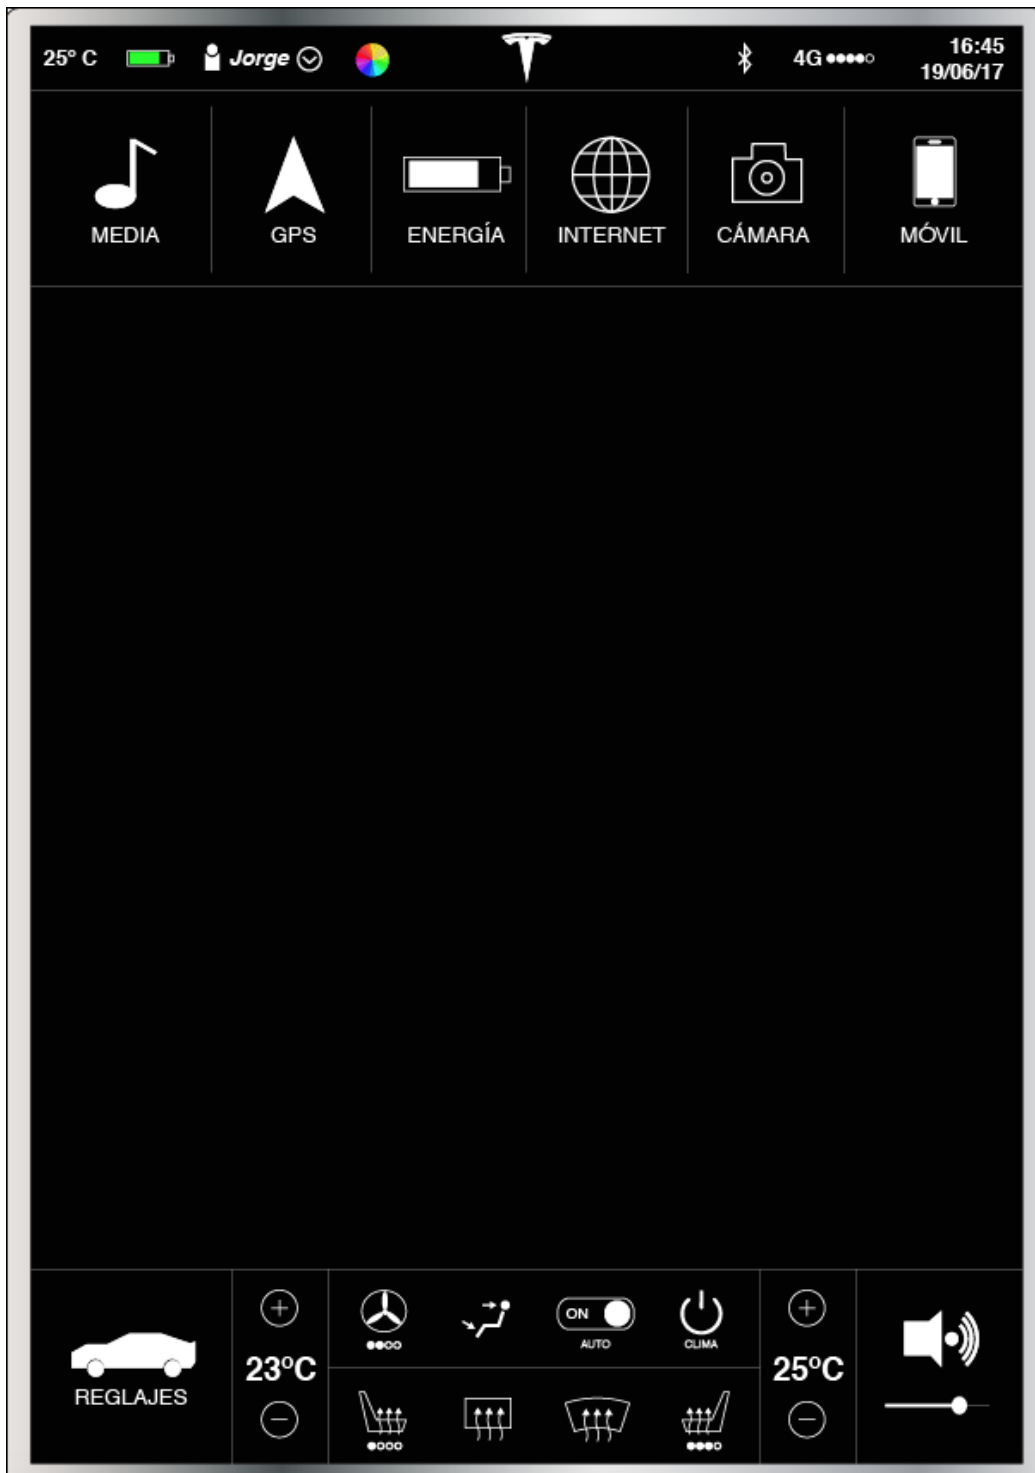 25º C
Jorge
4G
16:45
19/06/17
MEDIA
GPS
ENERGÍA
INTERNET
CÁMARA
MÓVIL
REGLAJES
23ºC
ON
AUTO
CLIMA
25ºC